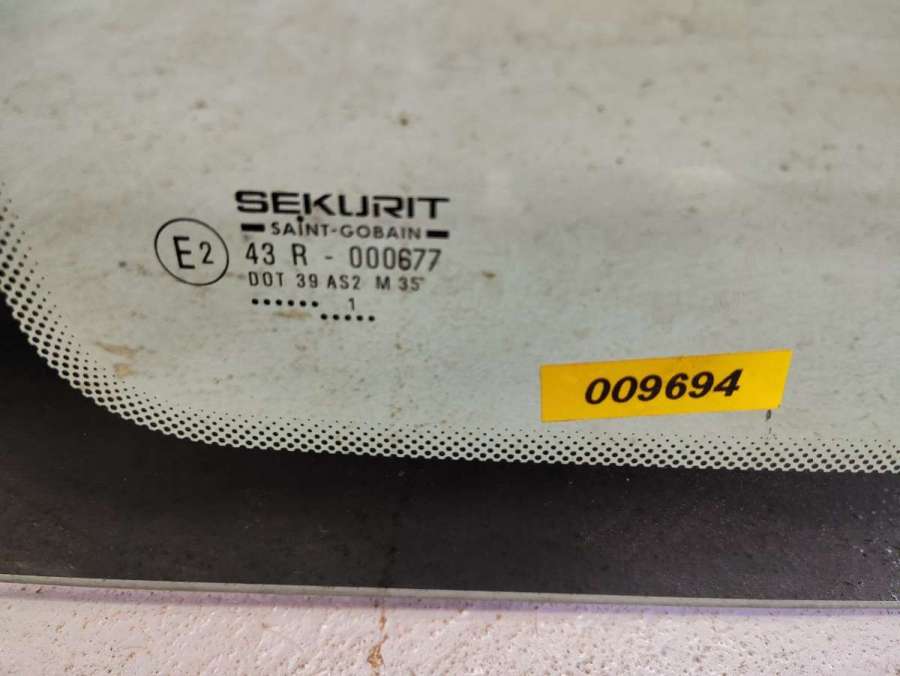 SEKURIT
SAINT-GOBAIN
E2 43 R - 000677
DOT 39 AS2 M 35
...... 1
.....
009694